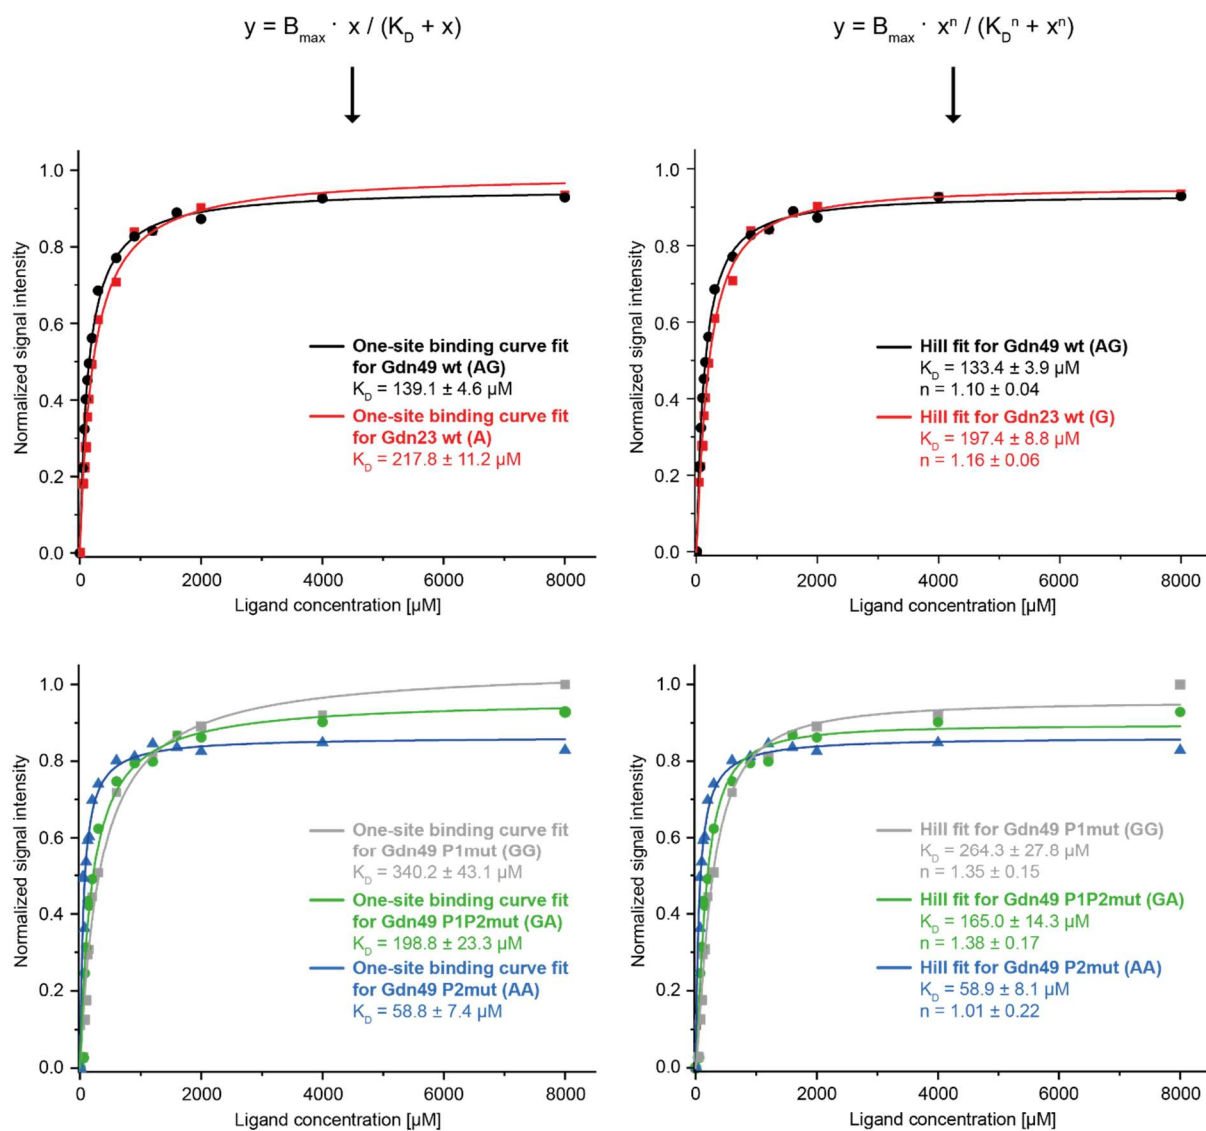 y = Bmax · x / (KD + x)
y = Bmax · xⁿ / (KDⁿ + xⁿ)
Normalized signal intensity
1.0
0.8
0.6
0.4
0.2
0.0
One-site binding curve fit
for Gdn49 wt (AG)
KD = 139.1 ± 4.6 µM
One-site binding curve fit
for Gdn23 wt (A)
KD = 217.8 ± 11.2 µM
0 2000 4000 6000 8000
Ligand concentration [µM]
Normalized signal intensity
1.0
0.8
0.6
0.4
0.2
0.0
Hill fit for Gdn49 wt (AG)
KD = 133.4 ± 3.9 µM
n = 1.10 ± 0.04
Hill fit for Gdn23 wt (G)
KD = 197.4 ± 8.8 µM
n = 1.16 ± 0.06
0 2000 4000 6000 8000
Ligand concentration [µM]
Normalized signal intensity
1.0
0.8
0.6
0.4
0.2
0.0
One-site binding curve fit
for Gdn49 P1mut (GG)
KD = 340.2 ± 43.1 µM
One-site binding curve fit
for Gdn49 P1P2mut (GA)
KD = 198.8 ± 23.3 µM
One-site binding curve fit
for Gdn49 P2mut (AA)
KD = 58.8 ± 7.4 µM
0 2000 4000 6000 8000
Ligand concentration [µM]
Normalized signal intensity
1.0
0.8
0.6
0.4
0.2
0.0
Hill fit for Gdn49 P1mut (GG)
KD = 264.3 ± 27.8 µM
n = 1.35 ± 0.15
Hill fit for Gdn49 P1P2mut (GA)
KD = 165.0 ± 14.3 µM
n = 1.38 ± 0.17
Hill fit for Gdn49 P2mut (AA)
KD = 58.9 ± 8.1 µM
n = 1.01 ± 0.22
0 2000 4000 6000 8000
Ligand concentration [µM]